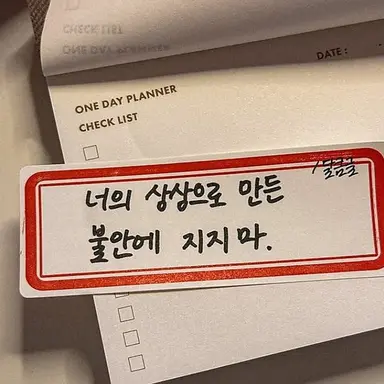 CHECK LIST
ONE DAY PLANNER
DATE :
ONE DAY PLANNER
CHECK LIST
너의 상상으로 만든
불안에 지지 마.